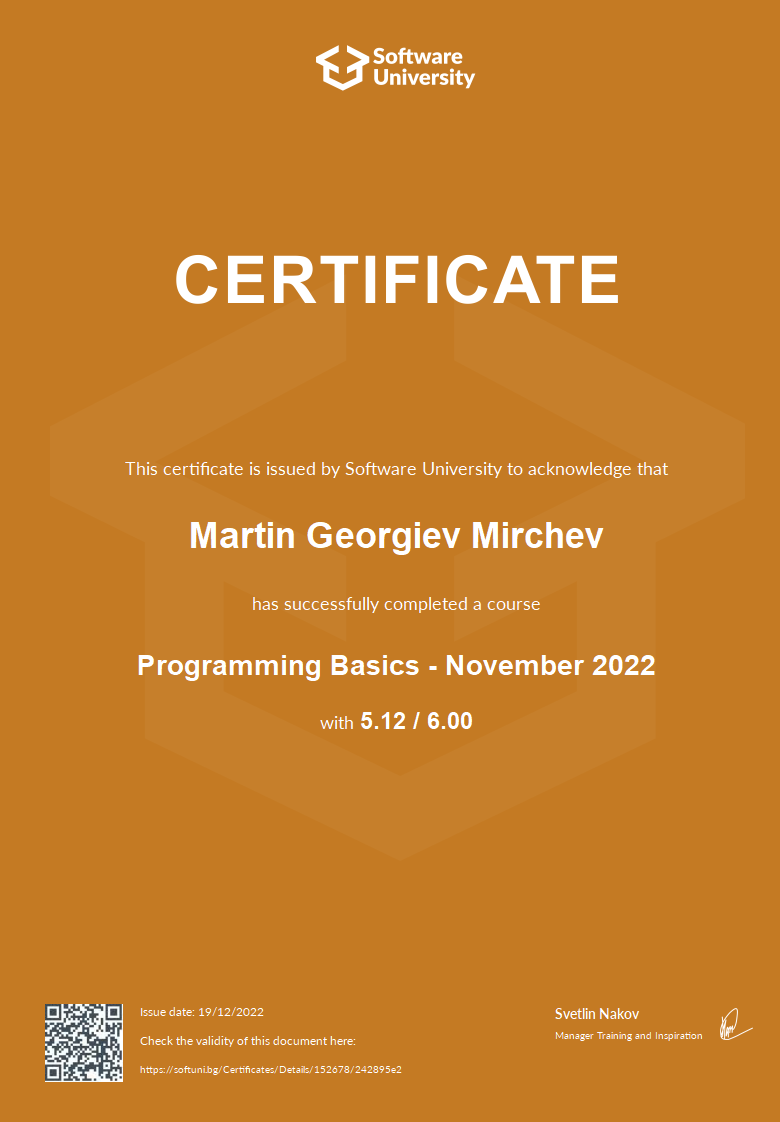 Software
University
CERTIFICATE
This certificate is issued by Software University to acknowledge that
Martin Georgiev Mirchev
has successfully completed a course
Programming Basics - November 2022
with 5.12 / 6.00
Issue date: 19/12/2022
Check the validity of this document here:
https://softuni.bg/Certificates/Details/152678/242895e2
Svetlin Nakov
Manager Training and Inspiration